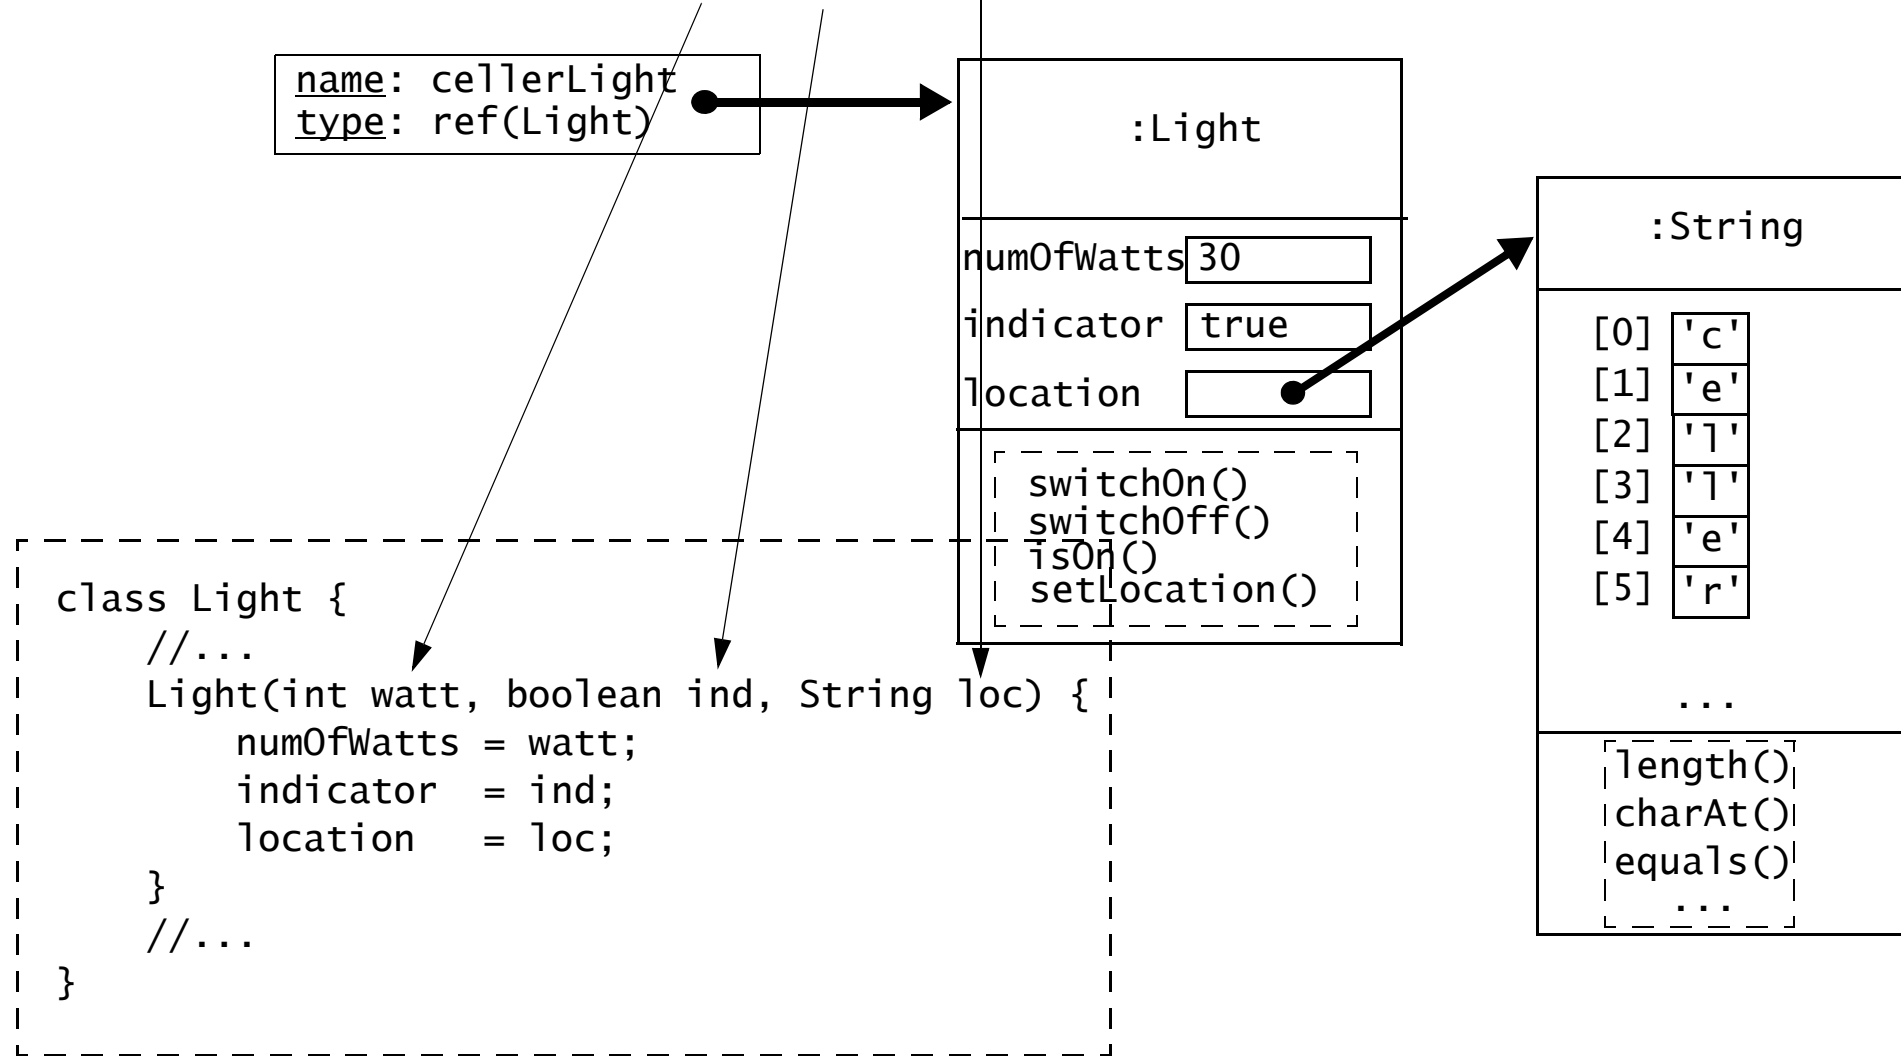 name: cellerLight
type: ref(Light)
:Light
numOfWatts 30
indicator true
location
switchOn()
switchOff()
isOn()
setLocation()
:String
[0] 'c'
[1] 'e'
[2] 'l'
[3] 'l'
[4] 'e'
[5] 'r'
...
length()
charAt()
equals()
...
class Light {
//...
Light(int watt, boolean ind, String loc) {
numOfWatts = watt;
indicator = ind;
location = loc;
}
//...
}